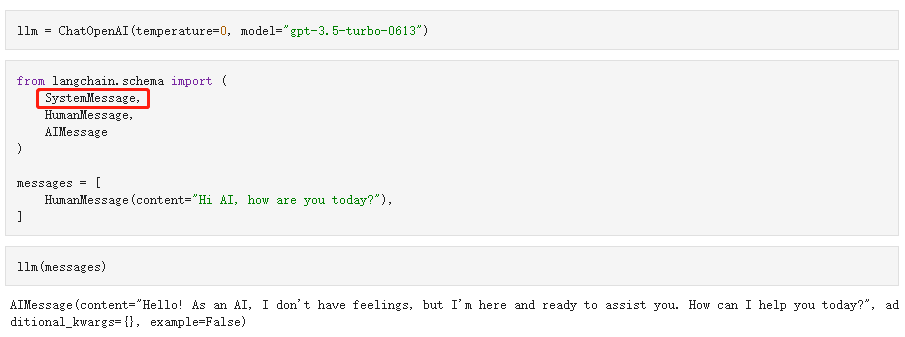 llm = ChatOpenAI(temperature=0, model="gpt-3.5-turbo-0613")
from langchain.schema import (
    SystemMessage,
    HumanMessage,
    AIMessage
)
messages = [
    HumanMessage(content="Hi AI, how are you today?"),
]
llm(messages)
AIMessage(content="Hello! As an AI, I don't have feelings, but I'm here and ready to assist you. How can I help you today?", ad
ditional_kwargs={}, example=False)